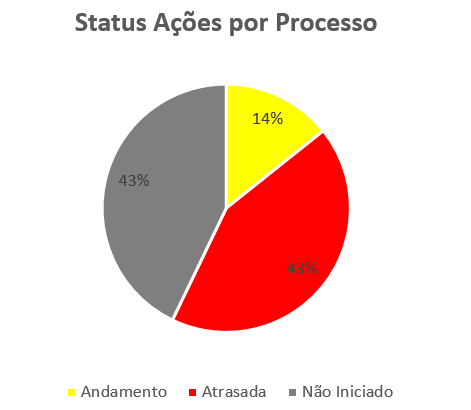 Status Ações por Processo
14%
43%
43%
Andamento Atrasada Não Iniciado